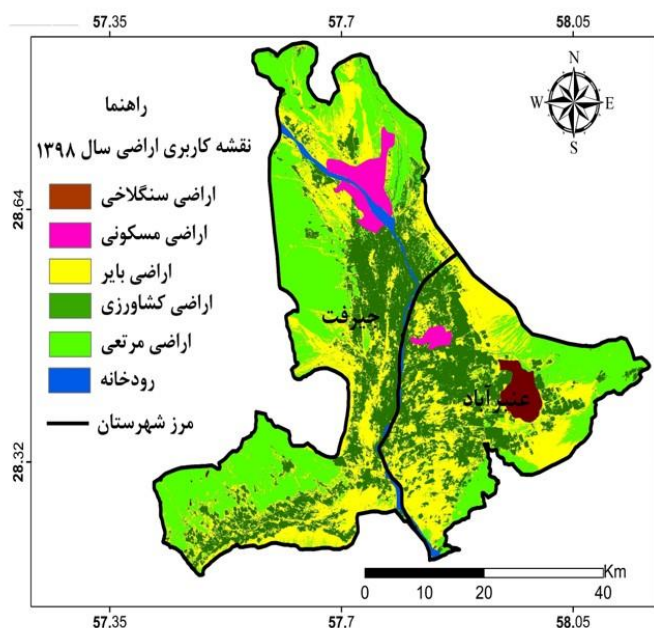 57.35 57.7 58.05
N
W E
S
راهنما
نقشه کاربری اراضی سال ۱۳۹۸
اراضی سنگلاخی
اراضی مسکونی
اراضی بایر
اراضی کشاورزی
اراضی مرتعی
رودخانه
مرز شهرستان
28.64
28.32
جیرفت
عنبرآباد
Km
0 10 20 40
57.35 57.7 58.05